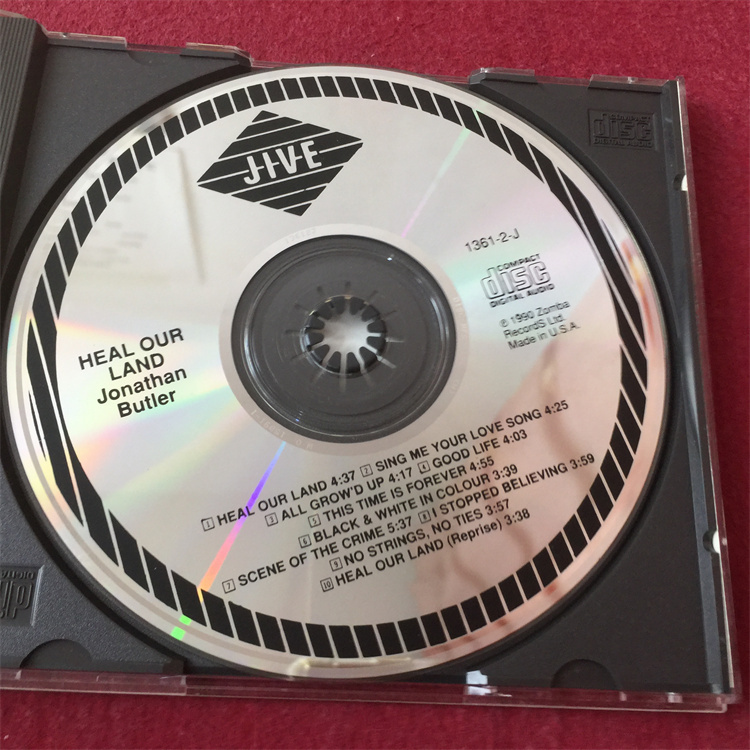 J·I·V·E
COMPACT
disc
DIGITAL AUDIO
1361-2-J
COMPACT
disc
DIGITAL AUDIO
℗ 1990 Zomba
RecordS Ltd.
Made in U.S.A.
HEAL OUR
LAND
Jonathan
Butler
1 HEAL OUR LAND 4:37 2 SING ME YOUR LOVE SONG 4:25
3 ALL GROW'D UP 4:17 4 GOOD LIFE 4:03
5 THIS TIME IS FOREVER 4:55
6 BLACK & WHITE IN COLOUR 3:39
7 SCENE OF THE CRIME 5:37 8 I STOPPED BELIEVING 3:59
9 NO STRINGS, NO TIES 3:57
10 HEAL OUR LAND (Reprise) 3:38